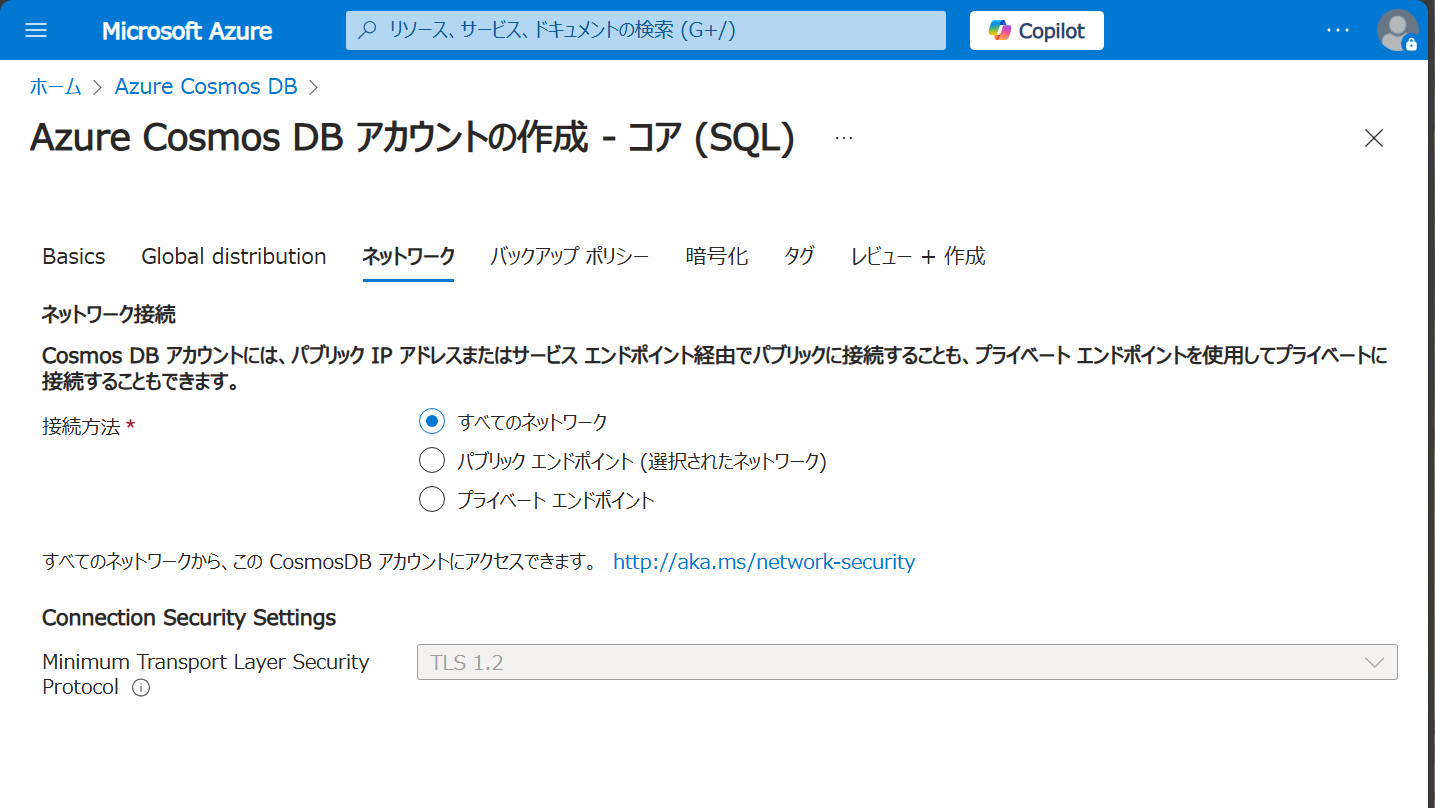 Microsoft Azure
リソース、サービス、ドキュメントの検索 (G+/)
Copilot
ホーム > Azure Cosmos DB >
Azure Cosmos DB アカウントの作成 - コア (SQL)
Basics Global distribution ネットワーク バックアップ ポリシー 暗号化 タグ レビュー + 作成
ネットワーク接続
Cosmos DB アカウントには、パブリック IP アドレスまたはサービス エンドポイント経由でパブリックに接続することも、プライベート エンドポイントを使用してプライベートに
接続することもできます。
接続方法 *
すべてのネットワーク
パブリック エンドポイント (選択されたネットワーク)
プライベート エンドポイント
すべてのネットワークから、この CosmosDB アカウントにアクセスできます。 http://aka.ms/network-security
Connection Security Settings
Minimum Transport Layer Security
Protocol
TLS 1.2